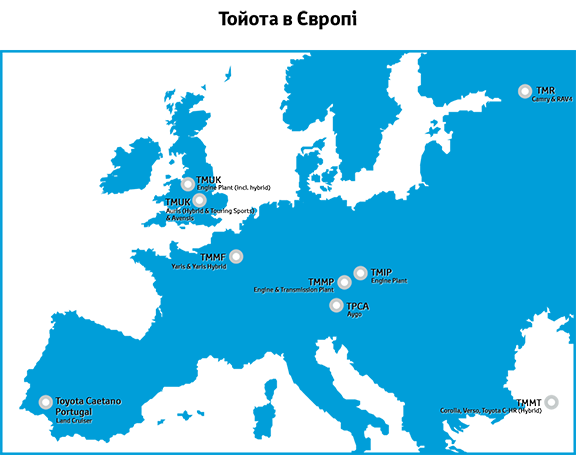 Тойота в Європі
TMR
Camry & RAV4
TMUK
Engine Plant (incl. hybrid)
TMUK
Auris (Hybrid & Touring Sports)
& Avensis
TMMF
Yaris & Yaris Hybrid
TMIP
Engine Plant
TMMP
Engine & Transmission Plant
TPCA
Aygo
Toyota Caetano
Portugal
Land Cruiser
TMMT
Corolla, Verso, Toyota C-HR (Hybrid)